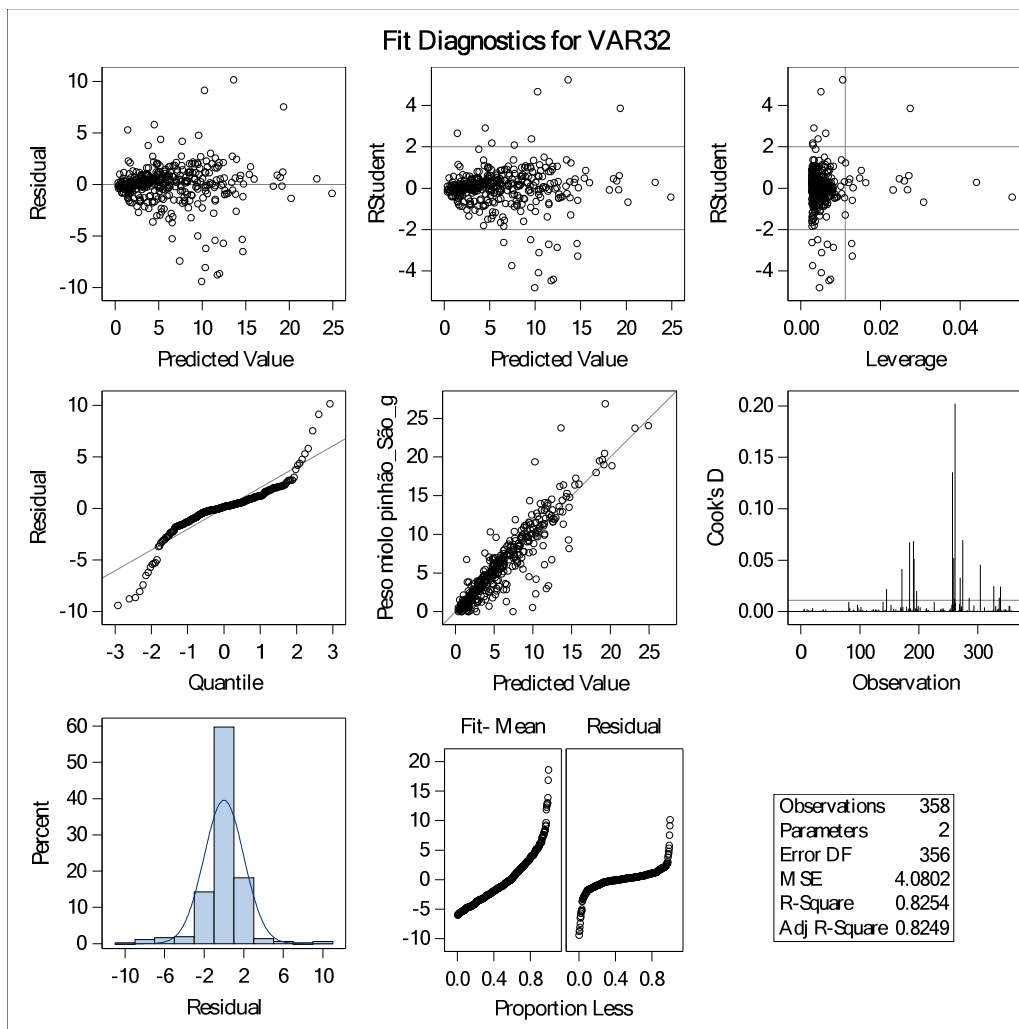 Fit Diagnostics for VAR32
Residual
10
5
0
-5
-10
0 5 10 15 20 25
Predicted Value
RStudent
4
2
0
-2
-4
0 5 10 15 20 25
Predicted Value
RStudent
4
2
0
-2
-4
0.00 0.02 0.04
Leverage
Residual
10
5
0
-5
-10
-3 -2 -1 0 1 2 3
Quantile
Peso miolo pinhão_São_g
25
20
15
10
5
0
0 5 10 15 20 25
Predicted Value
Cook's D
0.20
0.15
0.10
0.05
0.00
0 100 200 300
Observation
Percent
60
50
40
30
20
10
0
-10 -6 -2 2 6 10
Residual
Fit-Mean Residual
20
15
10
5
0
-5
-10
0.0 0.4 0.8 0.0 0.4 0.8
Proportion Less
Observations 358
Parameters 2
Error DF 356
MSE 4.0802
R-Square 0.8254
Adj R-Square 0.8249